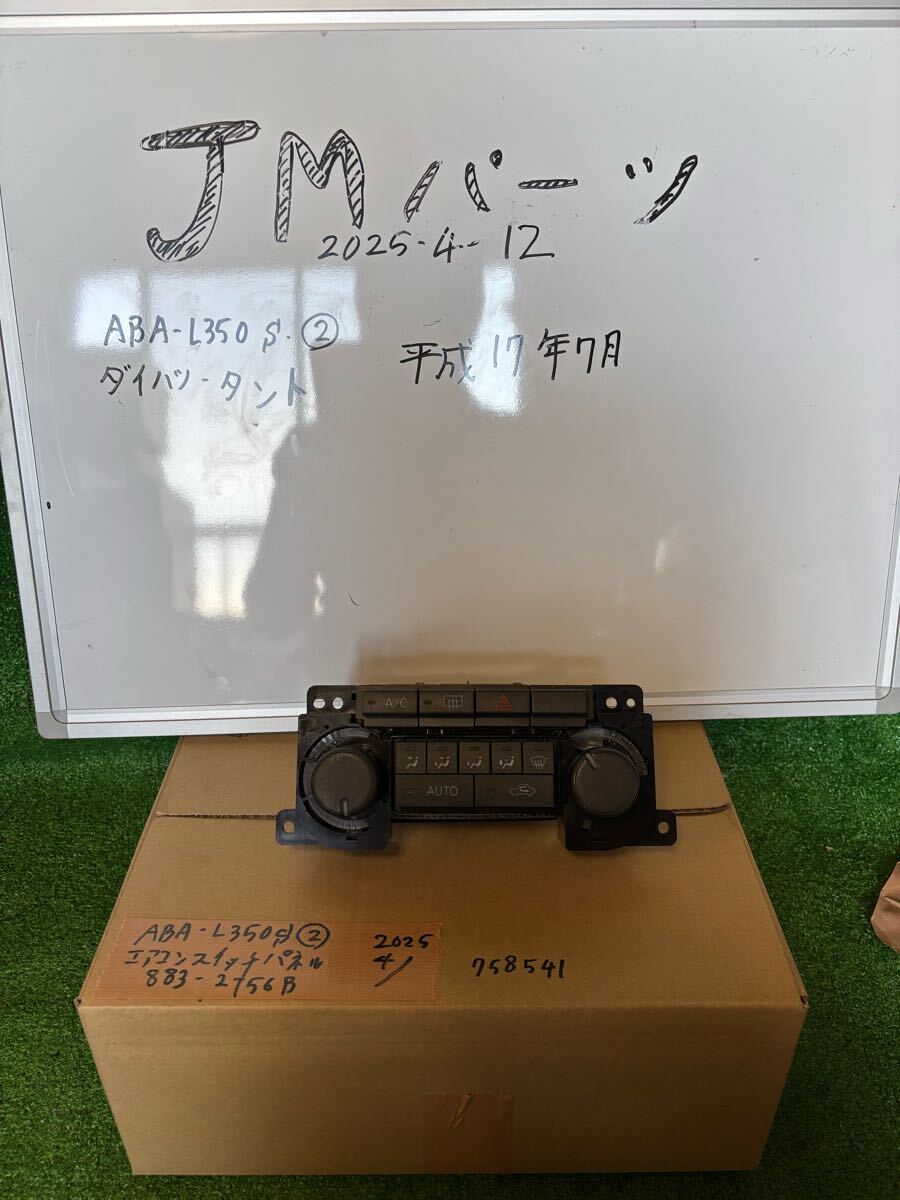 JMパーツ
2025-4-12
ABA-L350S ②
ダイハツ-タント
平成17年7月
A/C
AUTO
ABA-L350S ②
エアコンスイッチパネル
883-2756B
2025
4/
758541